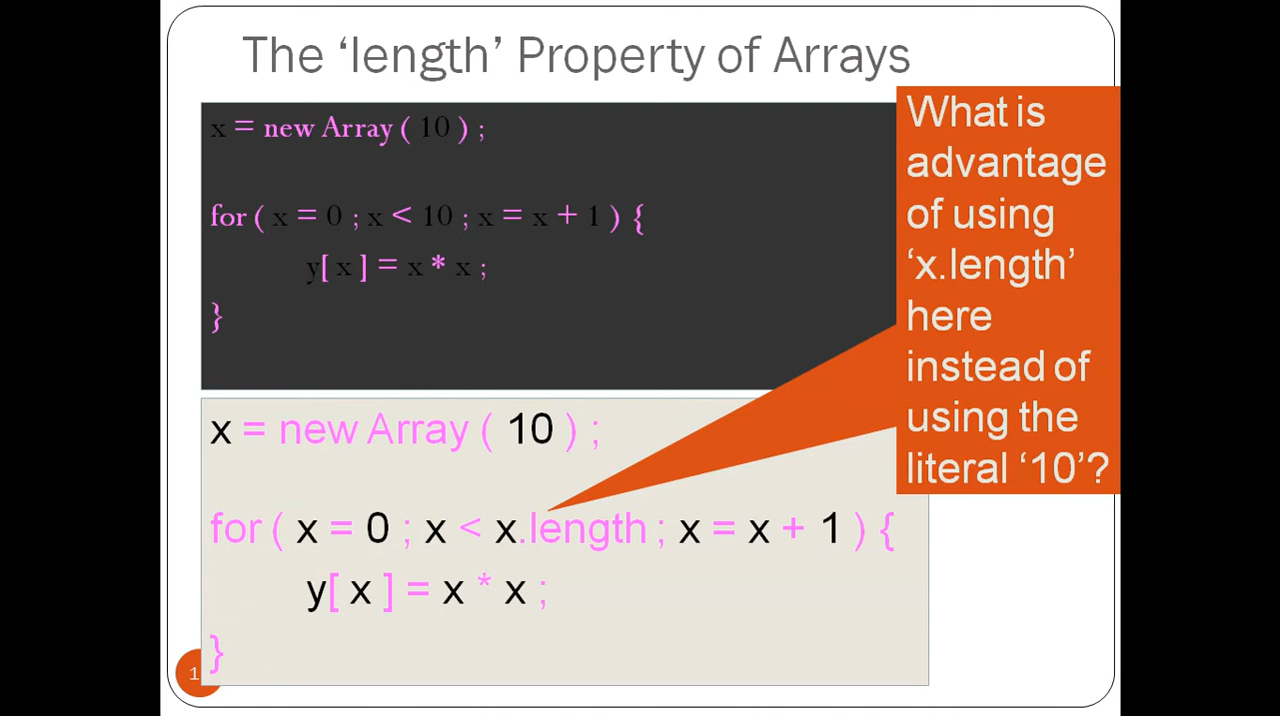 The ‘length’ Property of Arrays
x = new Array ( 10 ) ;
for ( x = 0 ; x < 10 ; x = x + 1 ) {
y[ x ] = x * x ;
}
What is
advantage
of using
‘x.length’
here
instead of
using the
literal ‘10’?
x = new Array ( 10 ) ;
for ( x = 0 ; x < x.length ; x = x + 1 ) {
y[ x ] = x * x ;
}
1